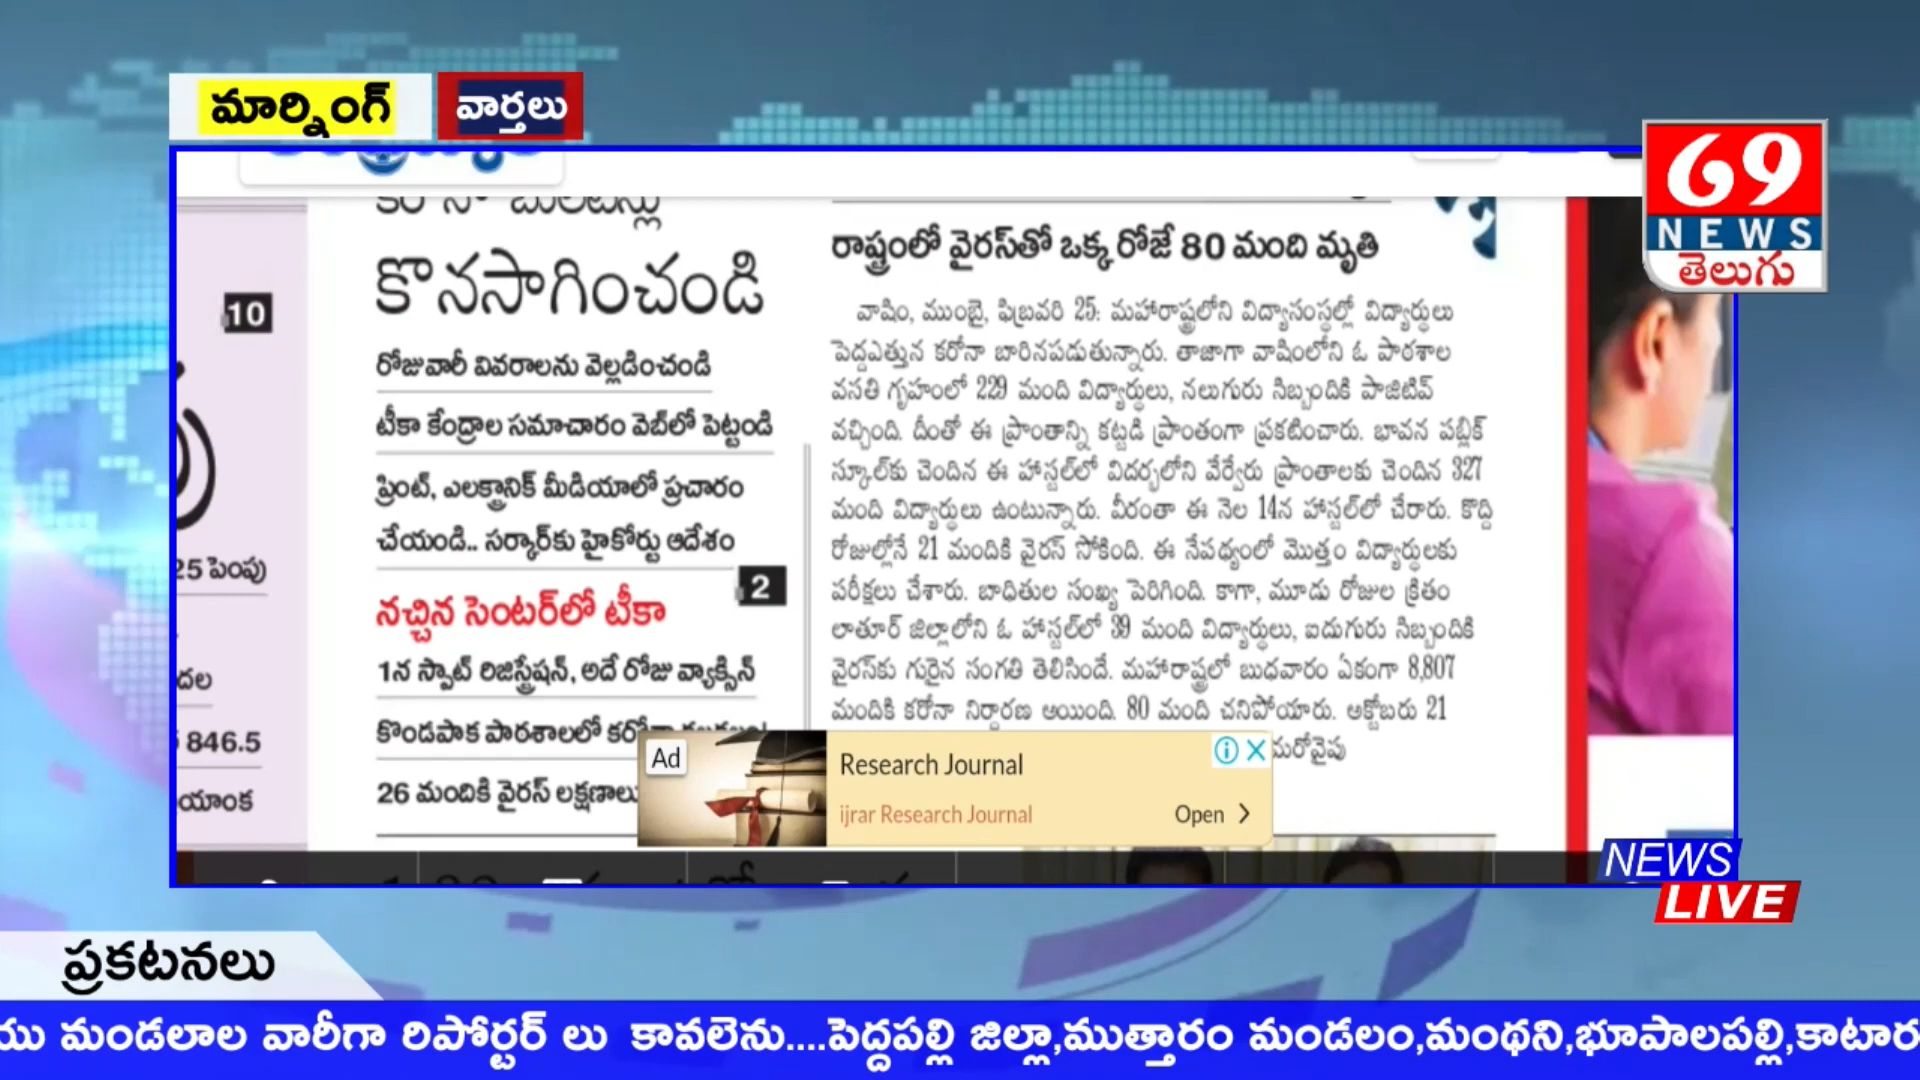 మార్నింగ్ వార్తలు
69
NEWS
తెలుగు
10
25 పెంపు
846.5
కొనసాగించండి
రోజువారీ వివరాలను వెల్లడించండి
టీకా కేంద్రాల సమాచారం వెబ్‌లో పెట్టండి
ప్రింట్, ఎలక్ట్రానిక్ మీడియాలో ప్రచారం
చేయండి.. సర్కార్‌కు హైకోర్టు ఆదేశం
2
నచ్చిన సెంటర్‌లో టీకా
1న స్పాట్ రిజిస్ట్రేషన్, అదే రోజు వ్యాక్సిన్
కొండపాక పాఠశాలలో
26 మందికి వైరస్ లక్షణాలు
రాష్ట్రంలో వైరస్‌తో ఒక్క రోజే 80 మంది మృతి
వాషిం, ముంబై, ఫిబ్రవరి 25: మహారాష్ట్రలోని విద్యాసంస్థల్లో విద్యార్థులు
పెద్దఎత్తున కరోనా బారినపడుతున్నారు. తాజాగా వాషింలోని ఓ పాఠశాల
వసతి గృహంలో 229 మంది విద్యార్థులు, నలుగురు సిబ్బందికి పాజిటివ్
వచ్చింది. దీంతో ఈ ప్రాంతాన్ని కట్టడి ప్రాంతంగా ప్రకటించారు. భావన పబ్లిక్
స్కూల్‌కు చెందిన ఈ హాస్టల్‌లో విదర్భలోని వేర్వేరు ప్రాంతాలకు చెందిన 327
మంది విద్యార్థులు ఉంటున్నారు. వీరంతా ఈ నెల 14న హాస్టల్‌లో చేరారు. కొద్ది
రోజుల్లోనే 21 మందికి వైరస్ సోకింది. ఈ నేపథ్యంలో మొత్తం విద్యార్థులకు
పరీక్షలు చేశారు. బాధితుల సంఖ్య పెరిగింది. కాగా, మూడు రోజుల క్రితం
లాతూర్ జిల్లాలోని ఓ హాస్టల్‌లో 39 మంది విద్యార్థులు, ఐదుగురు సిబ్బందికి
వైరస్‌కు గురైన సంగతి తెలిసిందే. మహారాష్ట్రలో బుధవారం ఏకంగా 8,807
మందికి కరోనా నిర్ధారణ అయింది. 80 మంది చనిపోయారు. అక్టోబరు 21
మరోవైపు
Ad
Research Journal
ijrar Research Journal
Open
NEWS
LIVE
ప్రకటనలు
యు మండలాల వారీగా రిపోర్టర్ లు కావలెను....పెద్దపల్లి జిల్లా,ముత్తారం మండలం,మంథని,భూపాలపల్లి,కాటార